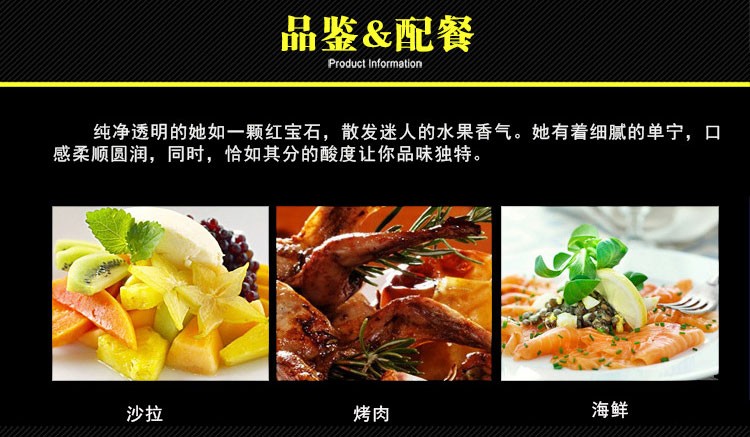 品鉴&配餐
Product Information
纯净透明的她如一颗红宝石，散发迷人的水果香气。她有着细腻的单宁，口
感柔顺圆润，同时，恰如其分的酸度让你品味独特。
沙拉
烤肉
海鲜